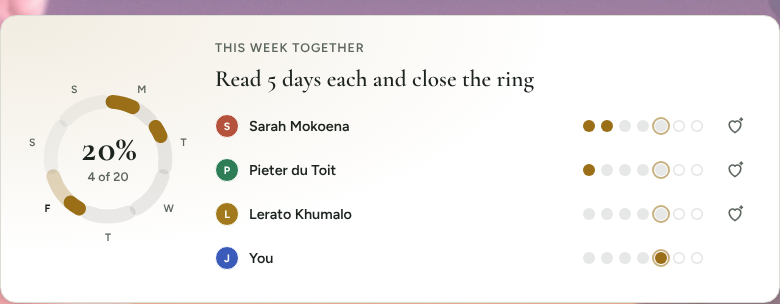 THIS WEEK TOGETHER
Read 5 days each and close the ring
S
M
S
T
20%
4 of 20
F
W
T
S
Sarah Mokoena
P
Pieter du Toit
L
Lerato Khumalo
J
You